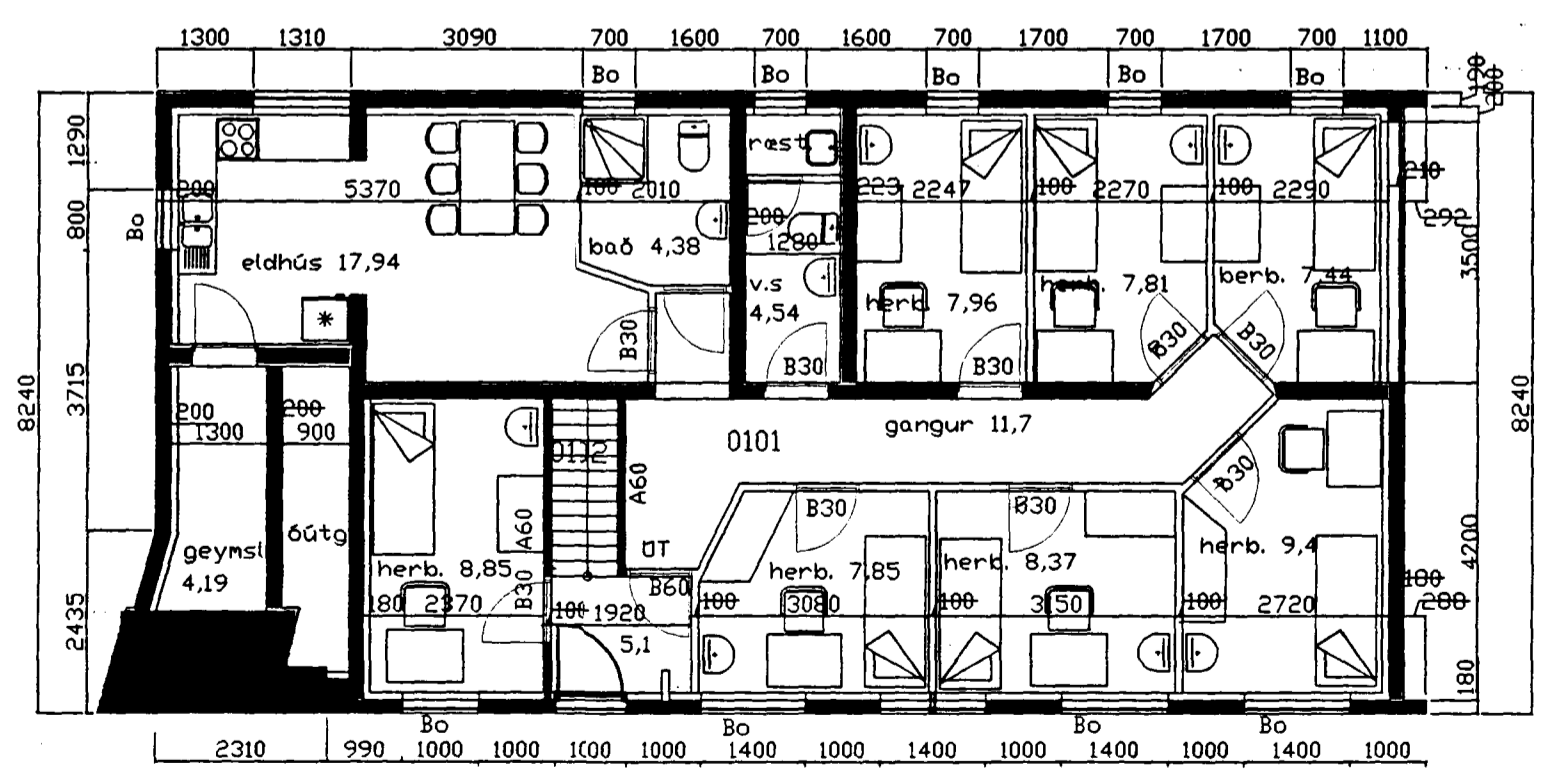 1300 1310 3090 700 1600 700 1600 700 1700 700 1700 700 1100
Bo Bo Bo Bo Bo
190
200
1290
800
3715
2435
8240
Bo
200 5370 100 2010
ræst
223 2247 100 2270 100 2290
210
292
3500
200
1280
eldhús 17,94
bað 4,38
v.s
4,54
herb. 7,96
herb. 7,81
herb. 7,44
B30
B30
B30
B30
B30
200
1300
200
900
0112
0101
gangur 11,7
8240
A60
A60
B30
B30
B30
geymsl
4,19
útg
herb. 8,85
ÚT
B60
herb. 7,85
herb. 8,37
herb. 9,4
4200
B30
180 2370
100 1920
5,1
100 3080
100 3150
100 2720
100
200
180
Bo Bo Bo Bo
2310 990 1000 1000 1000 1000 1400 1000 1400 1000 1400 1000 1400 1000